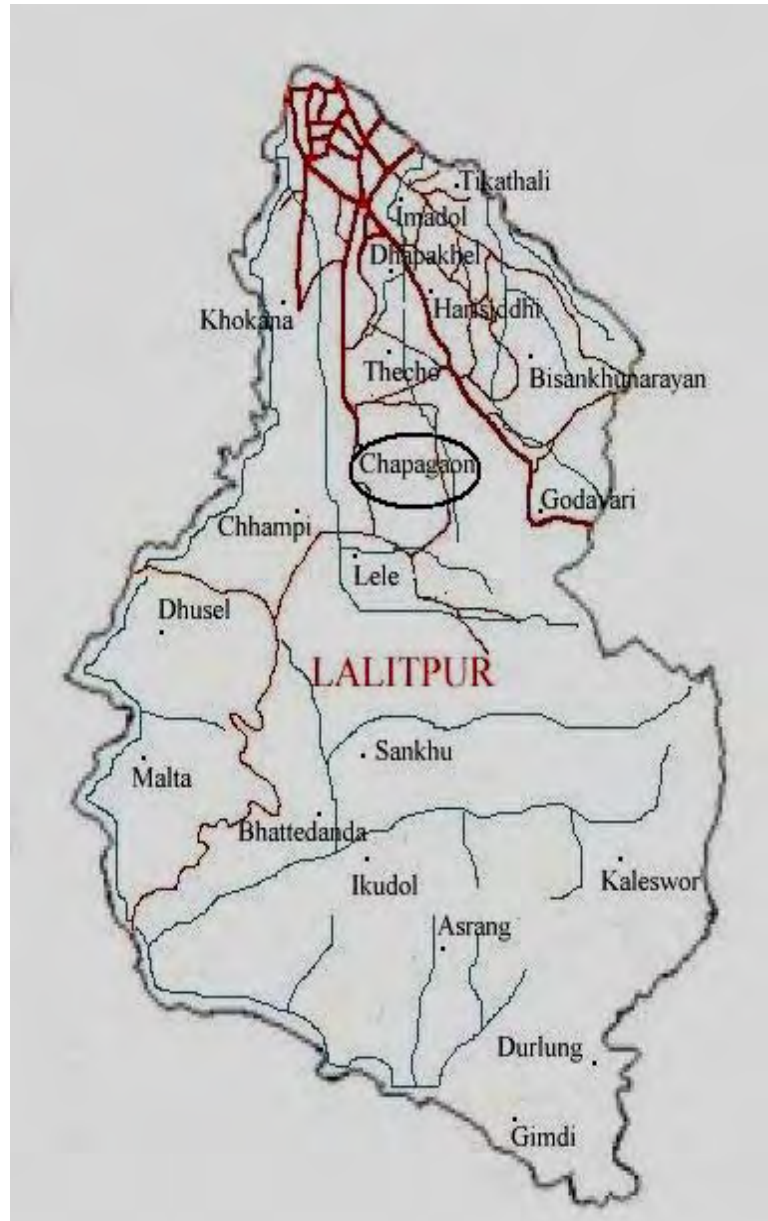 Tikathali
Imadol
Dhapakhel
Harisiddhi
Khokana
Thecho
Bisankhunarayan
Chapagaon
Godavari
Chhampi
Lele
Dhusel
LALITPUR
Sankhu
Malta
Bhattedanda
Ikudol
Kaleswor
Asrang
Durlung
Gimdi